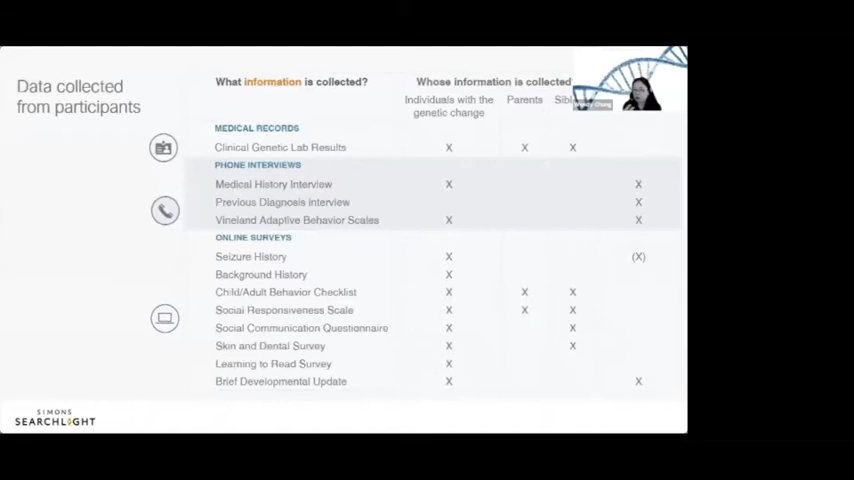 Data collected
from participants
What information is collected?
Whose information is collected
Individuals with the
genetic change
Parents
Sibl
Chung
MEDICAL RECORDS
Clinical Genetic Lab Results X X X
PHONE INTERVIEWS
Medical History Interview X X
Previous Diagnosis Interview X
Vineland Adaptive Behavior Scales X X
ONLINE SURVEYS
Seizure History X (X)
Background History X
Child/Adult Behavior Checklist X X X
Social Responsiveness Scale X X X
Social Communication Questionnaire X X
Skin and Dental Survey X X
Learning to Read Survey X
Brief Developmental Update X X
SIMONS
SEARCHLIGHT